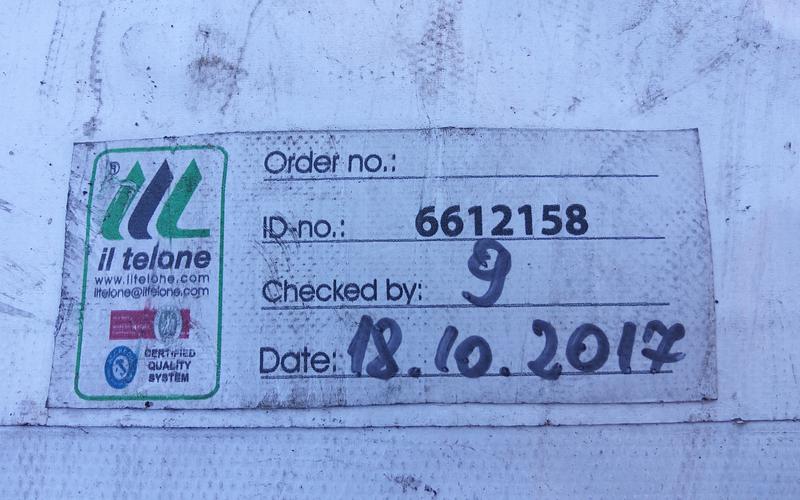 ®
il telone
www.iltelone.com
iltelone@iltelone.com
CERTIFIED
QUALITY
SYSTEM
Order no.:
ID-no.: 6612158
Checked by: 9
Date: 18.10.2017